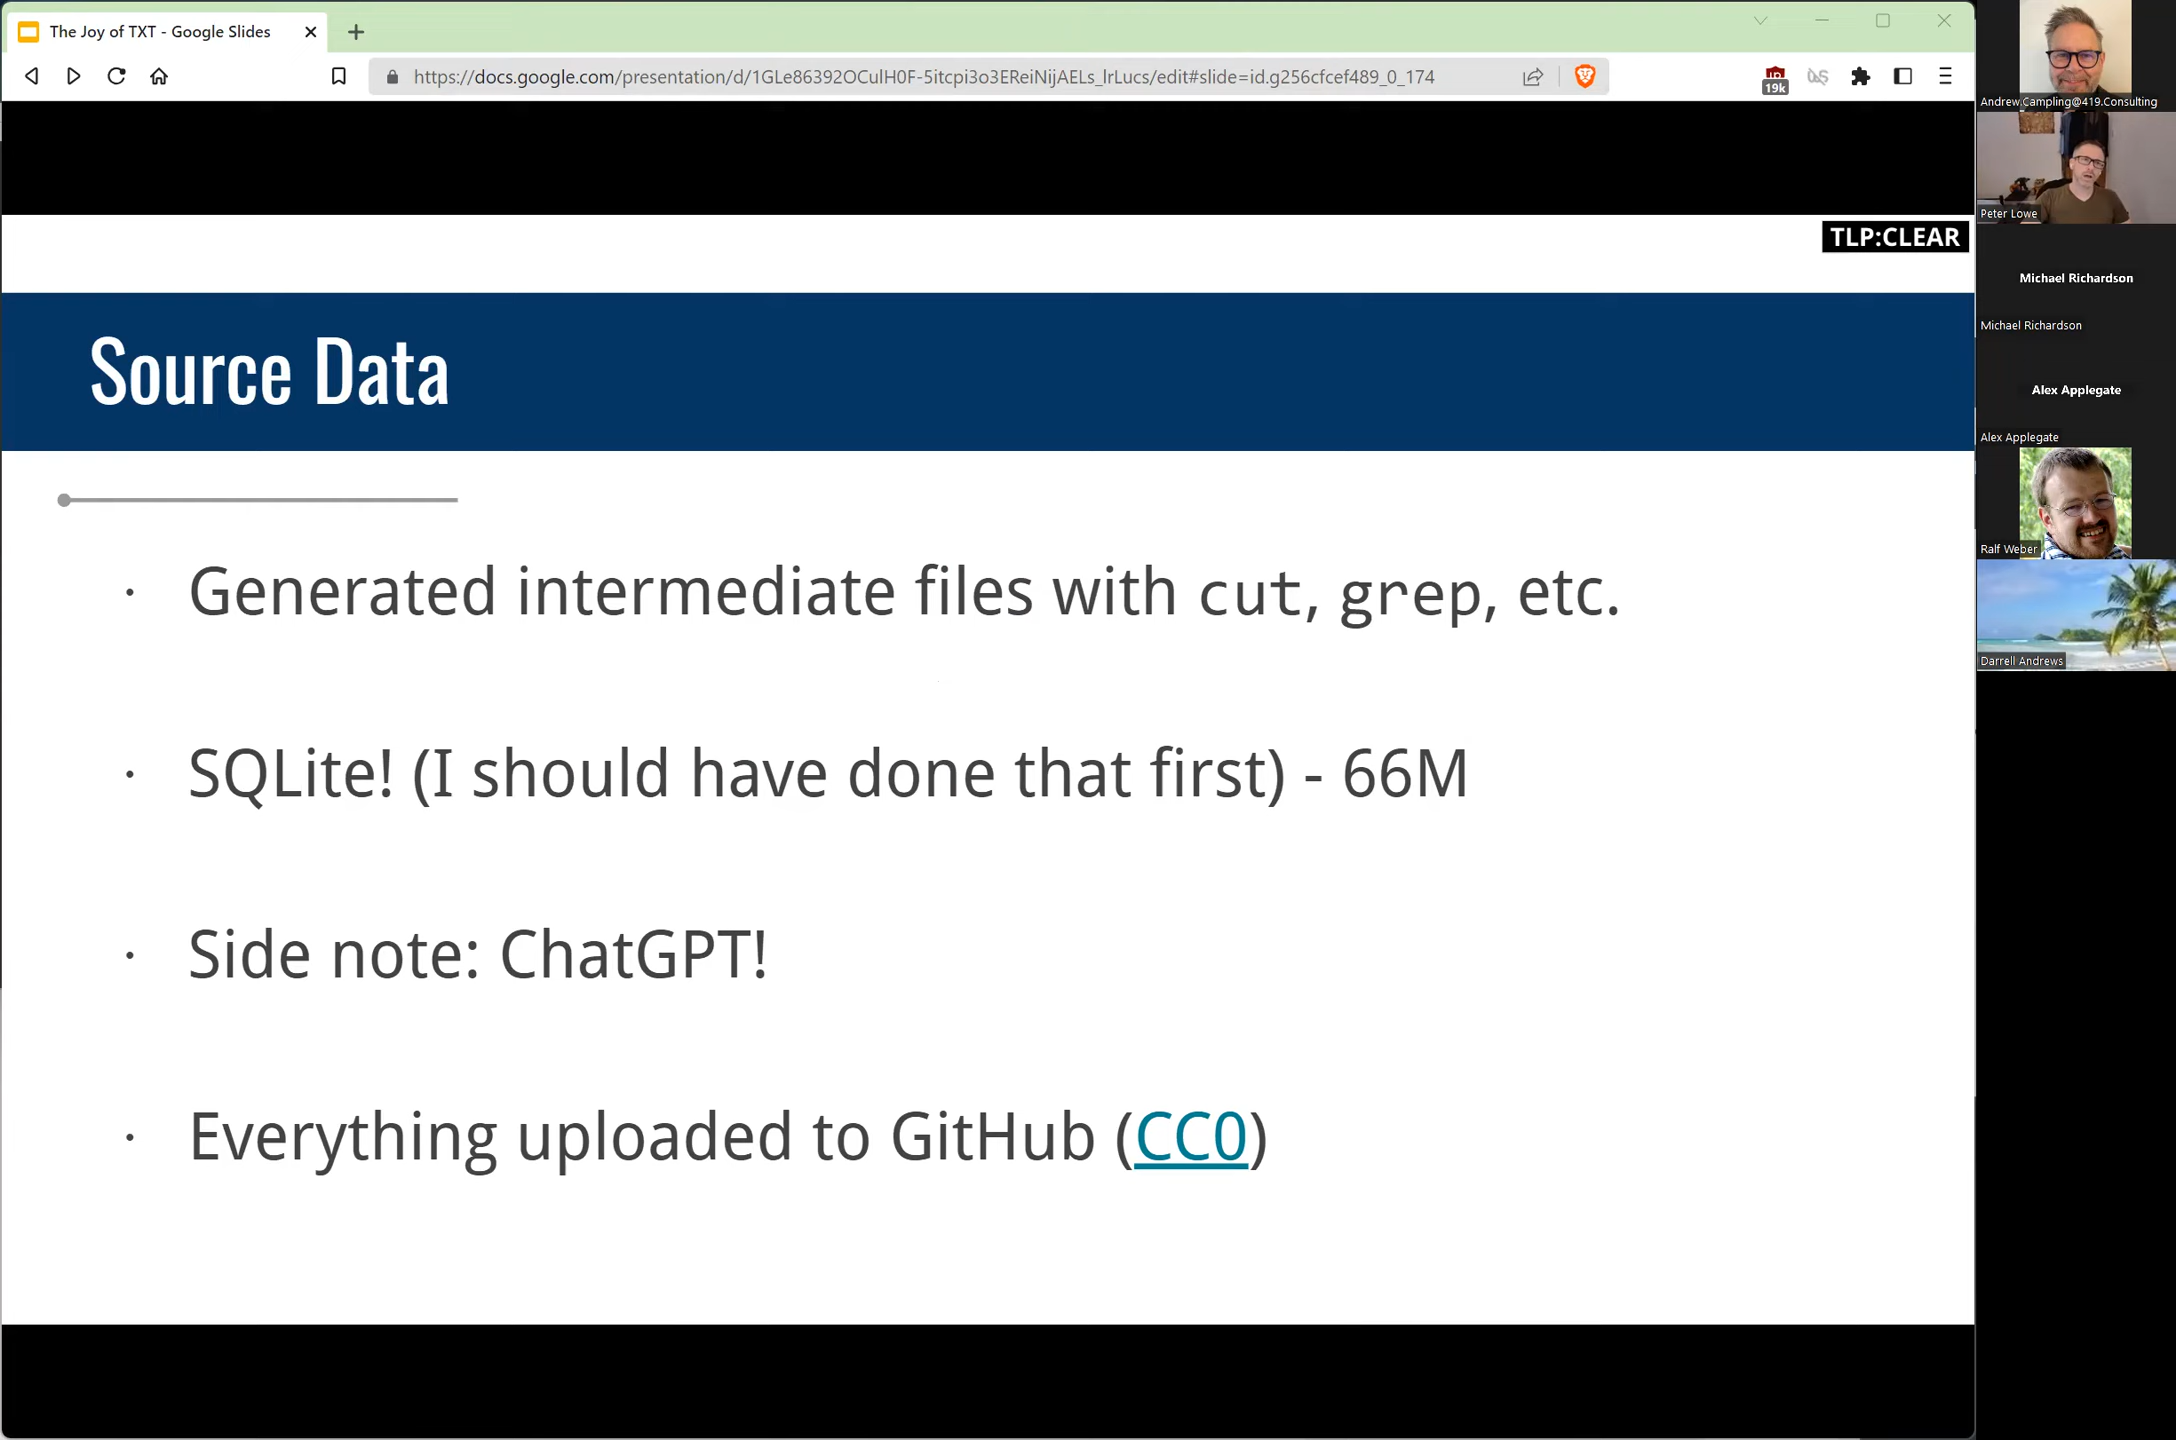 The Joy of TXT - Google Slides
https://docs.google.com/presentation/d/1GLe86392OCulH0F-5itcpi3o3EReiNijAELs_lrLucs/edit#slide=id.g256cfcef489_0_174
19k
TLP:CLEAR
Source Data
· Generated intermediate files with cut, grep, etc.
· SQLite! (I should have done that first) - 66M
· Side note: ChatGPT!
· Everything uploaded to GitHub (CC0)
Andrew.Campling@419.Consulting
Peter Lowe
Michael Richardson
Michael Richardson
Alex Applegate
Alex Applegate
Ralf Weber
Darrell Andrews